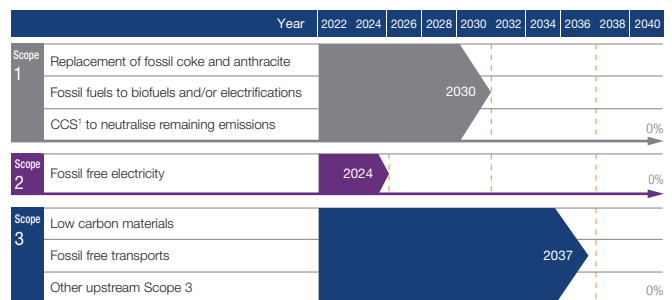 Year 2022 2024 2026 2028 2030 2032 2034 2036 2038 2040
Scope
1
Replacement of fossil coke and anthracite
Fossil fuels to biofuels and/or electrifications
2030
CCS¹ to neutralise remaining emissions
0%
Scope
2
Fossil free electricity
2024
0%
Scope
3
Low carbon materials
Fossil free transports
2037
Other upstream Scope 3
0%